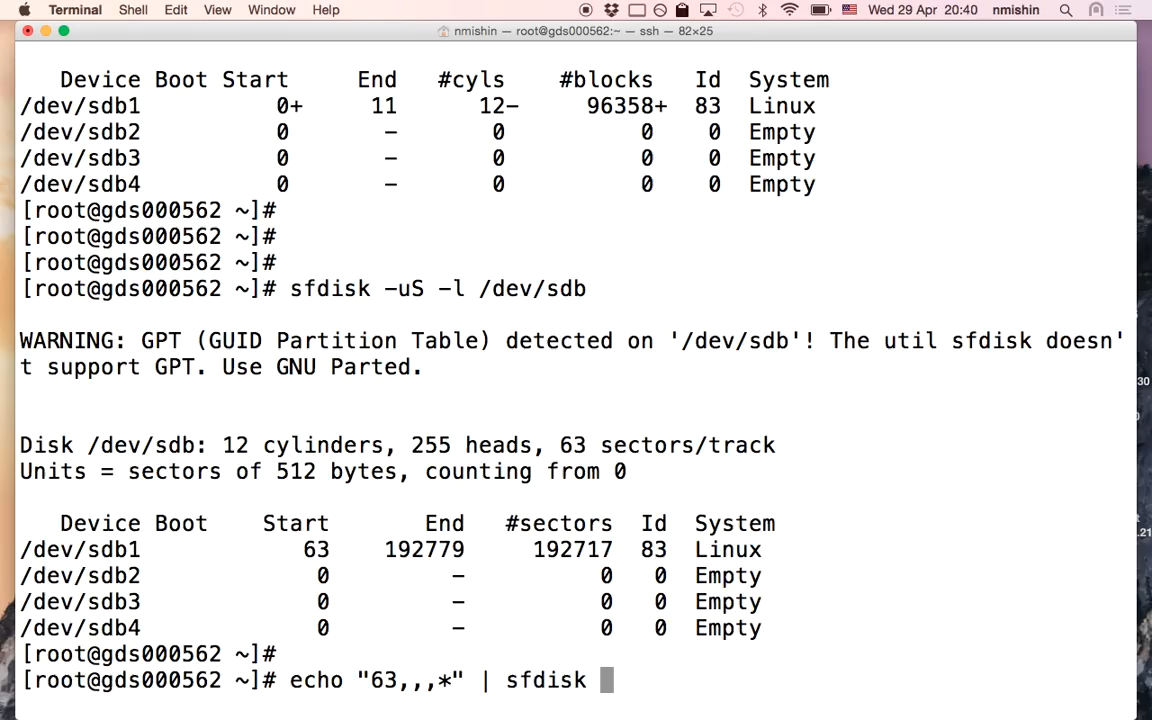 Terminal Shell Edit View Window Help Wed 29 Apr 20:40 nmishin
nmishin — root@gds000562:~ — ssh — 82×25
Device Boot Start End #cyls #blocks Id System
/dev/sdb1 0+ 11 12- 96358+ 83 Linux
/dev/sdb2 0 - 0 0 0 Empty
/dev/sdb3 0 - 0 0 0 Empty
/dev/sdb4 0 - 0 0 0 Empty
[root@gds000562 ~]#
[root@gds000562 ~]#
[root@gds000562 ~]#
[root@gds000562 ~]# sfdisk -uS -l /dev/sdb
WARNING: GPT (GUID Partition Table) detected on '/dev/sdb'! The util sfdisk doesn'
t support GPT. Use GNU Parted.
Disk /dev/sdb: 12 cylinders, 255 heads, 63 sectors/track
Units = sectors of 512 bytes, counting from 0
Device Boot Start End #sectors Id System
/dev/sdb1 63 192779 192717 83 Linux
/dev/sdb2 0 - 0 0 Empty
/dev/sdb3 0 - 0 0 Empty
/dev/sdb4 0 - 0 0 Empty
[root@gds000562 ~]#
[root@gds000562 ~]# echo "63,,,*" | sfdisk